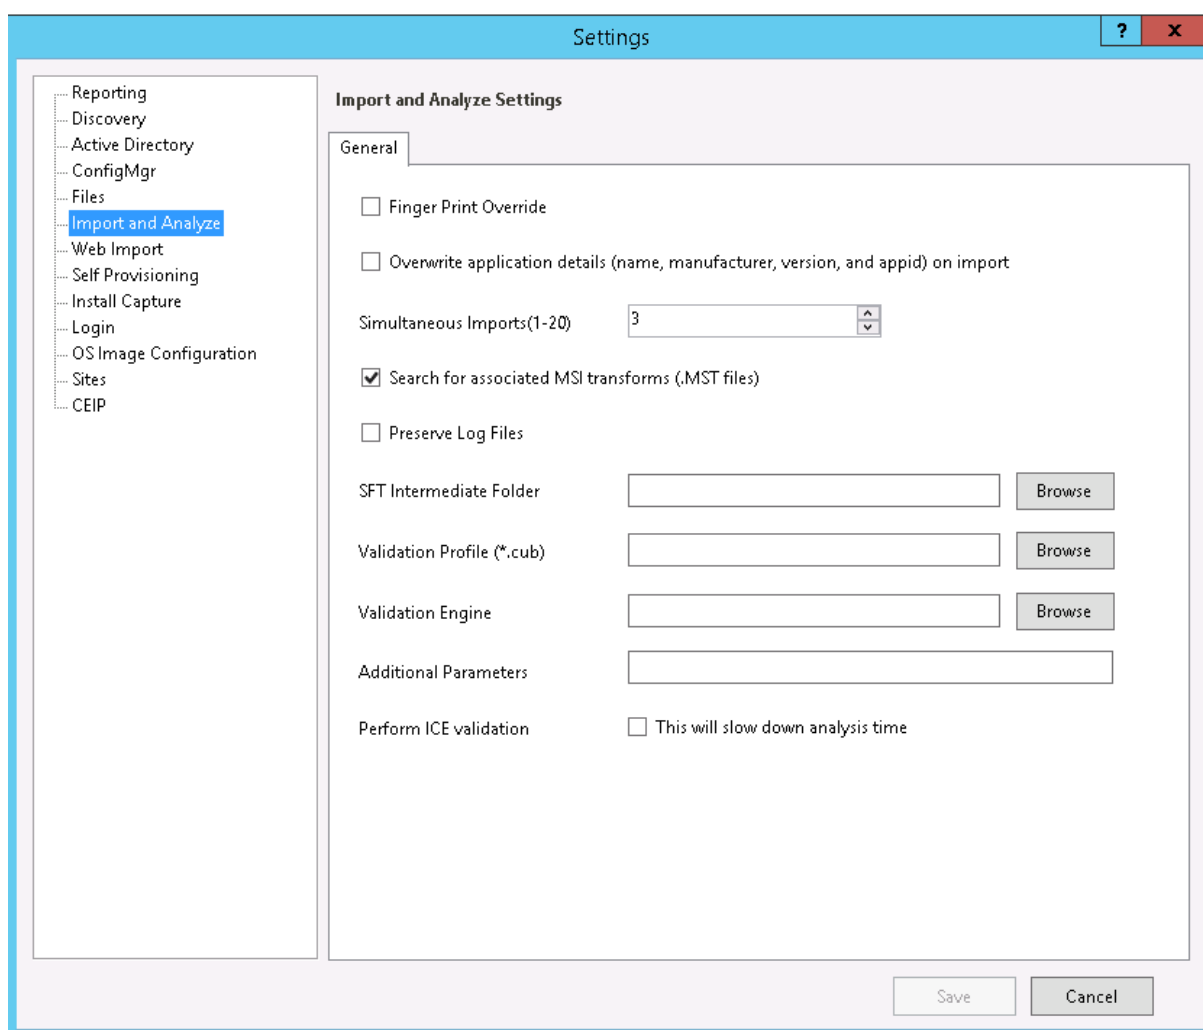 Settings
?
x
Reporting
Discovery
Active Directory
ConfigMgr
Files
Import and Analyze
Web Import
Self Provisioning
Install Capture
Login
OS Image Configuration
Sites
CEIP
Import and Analyze Settings
General
Finger Print Override
Overwrite application details (name, manufacturer, version, and appid) on import
Simultaneous Imports(1-20) 3
Search for associated MSI transforms (.MST files)
Preserve Log Files
SFT Intermediate Folder Browse
Validation Profile (*.cub) Browse
Validation Engine Browse
Additional Parameters
Perform ICE validation This will slow down analysis time
Save Cancel